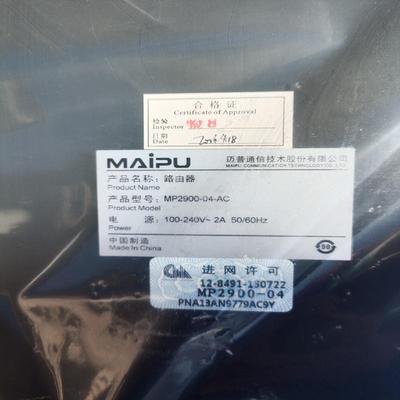 合格证
Certificate of Approval
检验
Inspector
日期
Date
MAIPU 迈普通信技术股份有限公司
MAIPU COMMUNICATION TECHNOLOGY CO.,LTD.
产品名称: 路由器
Product Name
产品型号: MP2900-04-AC
Product Model
电 源: 100-240V~ 2A 50/60Hz
Power
中国制造
Made In China
进网许可
12-8491-130722
MP2900-04
PNA13AN9779AC9Y